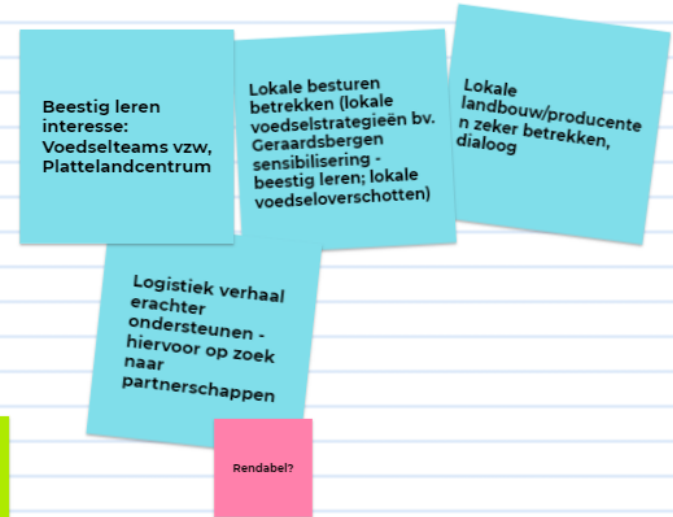 Beestig leren
interesse:
Voedselteams vzw,
Plattelandcentrum
Lokale besturen
betrekken (lokale
voedselstrategieën bv.
Geraardsbergen
sensibilisering -
beestig leren; lokale
voedseloverschotten)
Lokale
landbouw/producente
n zeker betrekken,
dialoog
Logistiek verhaal
erachter
ondersteunen -
hiervoor op zoek
naar
partnerschappen
Rendabel?